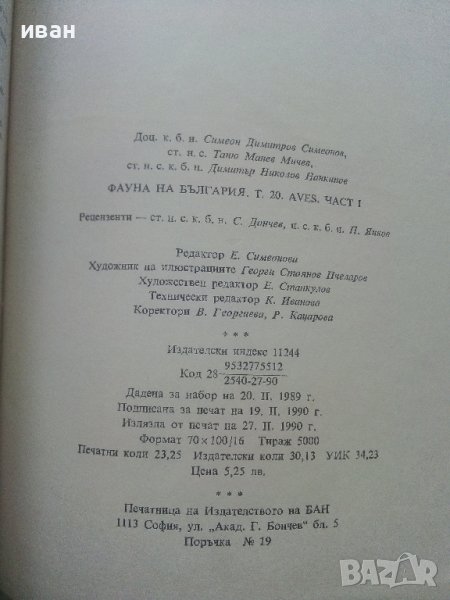 иван
Доц. к. б. н. Симеон Димитров Симеонов,
ст. н. с. Таню Манев Мичев,
ст. н. с. к. б. н. Димитър Николов Нанкинов
ФАУНА НА БЪЛГАРИЯ. Т. 20. AVES. ЧАСТ I
Рецензенти — ст. н. с. к. б. н. С. Дончев, н. с. к. б. н. П. Янков
Редактор Е. Симеонова
Художник на илюстрациите Георги Стоянов Пчеларов
Художествен редактор Е. Станкулов
Технически редактор К. Иванова
Коректори В. Георгиева, Р. Кацарова
* * *
Издателски индекс 11244
Код 28 9532775512
2540-27-90
Дадена за набор на 20. II. 1989 г.
Подписана за печат на 19. II. 1990 г.
Излязла от печат на 27. II. 1990 г.
Формат 70×100/16 Тираж 5000
Печатни коли 23,25 Издателски коли 30,13 УИК 34,23
Цена 5,25 лв.
* * *
Печатница на Издателството на БАН
1113 София, ул. „Акад. Г. Бончев“ бл. 5
Поръчка № 19
BAZAR